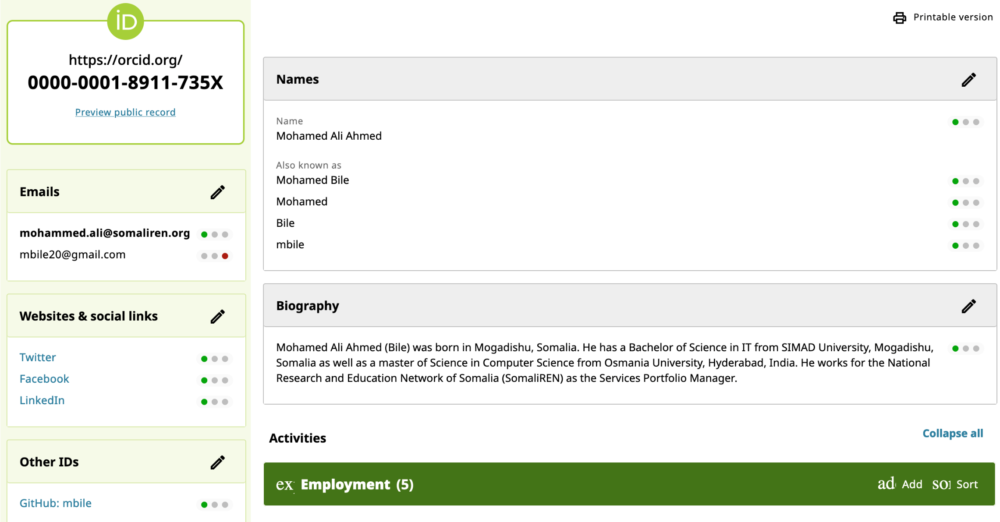 iD
https://orcid.org/
0000-0001-8911-735X
Preview public record
Emails
mohammed.ali@somaliren.org
mbile20@gmail.com
Websites & social links
Twitter
Facebook
LinkedIn
Other IDs
GitHub: mbile
Printable version
Names
Name
Mohamed Ali Ahmed
Also known as
Mohamed Bile
Mohamed
Bile
mbile
Biography
Mohamed Ali Ahmed (Bile) was born in Mogadishu, Somalia. He has a Bachelor of Science in IT from SIMAD University, Mogadishu,
Somalia as well as a master of Science in Computer Science from Osmania University, Hyderabad, India. He works for the National
Research and Education Network of Somalia (SomaliREN) as the Services Portfolio Manager.
Activities
Collapse all
Employment (5)
Add Sort